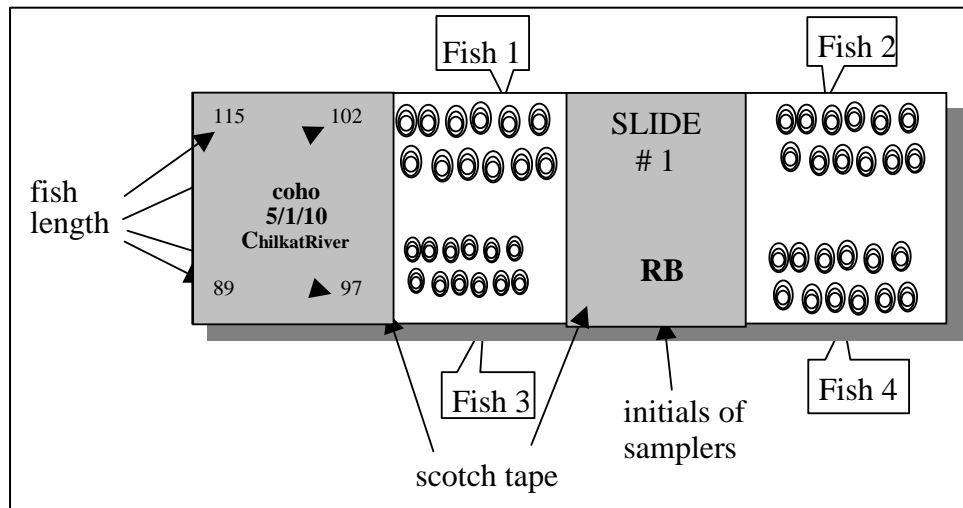 Fish 1
Fish 2
115
102
SLIDE
# 1
fish
length
coho
5/1/10
ChilkatRiver
RB
89
97
Fish 3
Fish 4
initials of
samplers
scotch tape